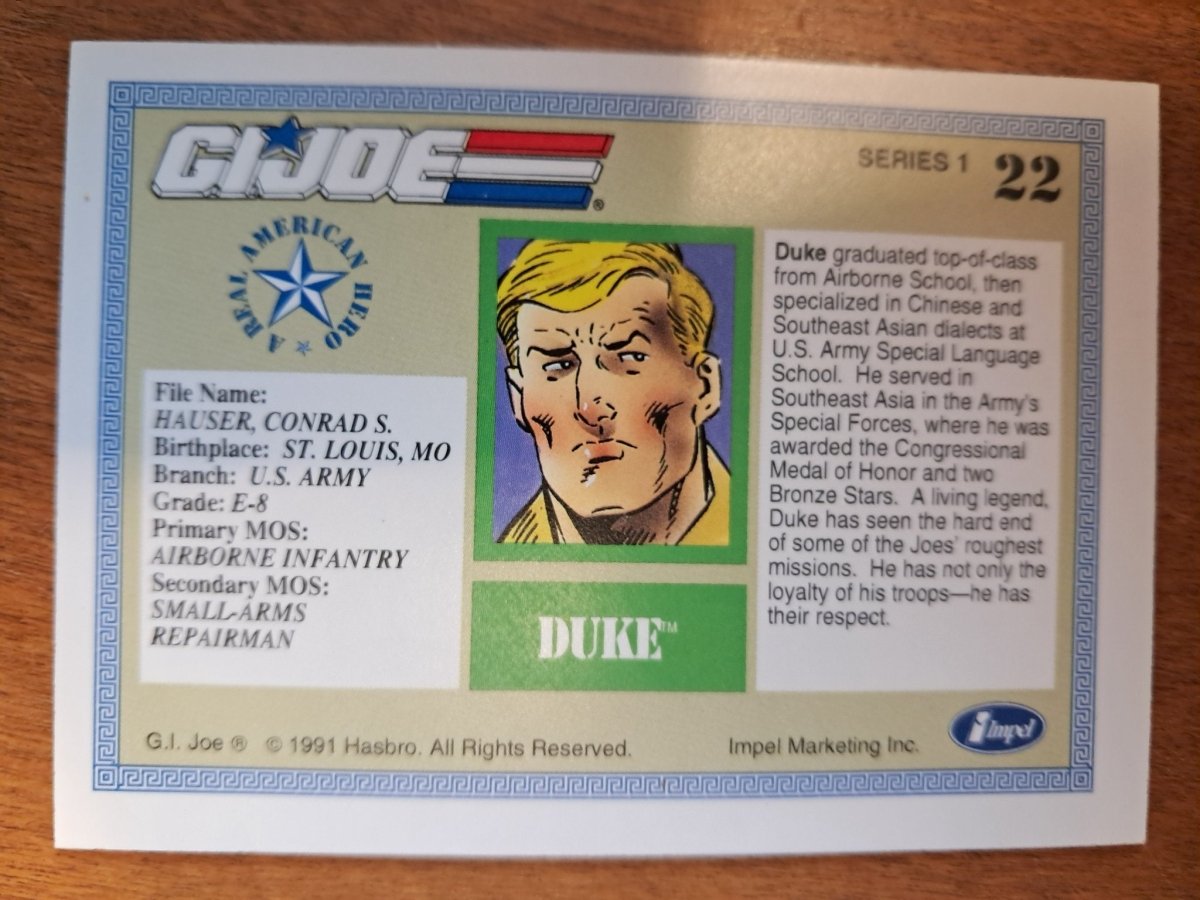 G.I. JOE ®
A REAL AMERICAN HERO
SERIES 1 22
File Name:
HAUSER, CONRAD S.
Birthplace: ST. LOUIS, MO
Branch: U.S. ARMY
Grade: E-8
Primary MOS:
AIRBORNE INFANTRY
Secondary MOS:
SMALL-ARMS
REPAIRMAN
DUKE™
Duke graduated top-of-class
from Airborne School, then
specialized in Chinese and
Southeast Asian dialects at
U.S. Army Special Language
School. He served in
Southeast Asia in the Army's
Special Forces, where he was
awarded the Congressional
Medal of Honor and two
Bronze Stars. A living legend,
Duke has seen the hard end
of some of the Joes' roughest
missions. He has not only the
loyalty of his troops—he has
their respect.
G.I. Joe ® © 1991 Hasbro. All Rights Reserved.
Impel Marketing Inc.
Impel